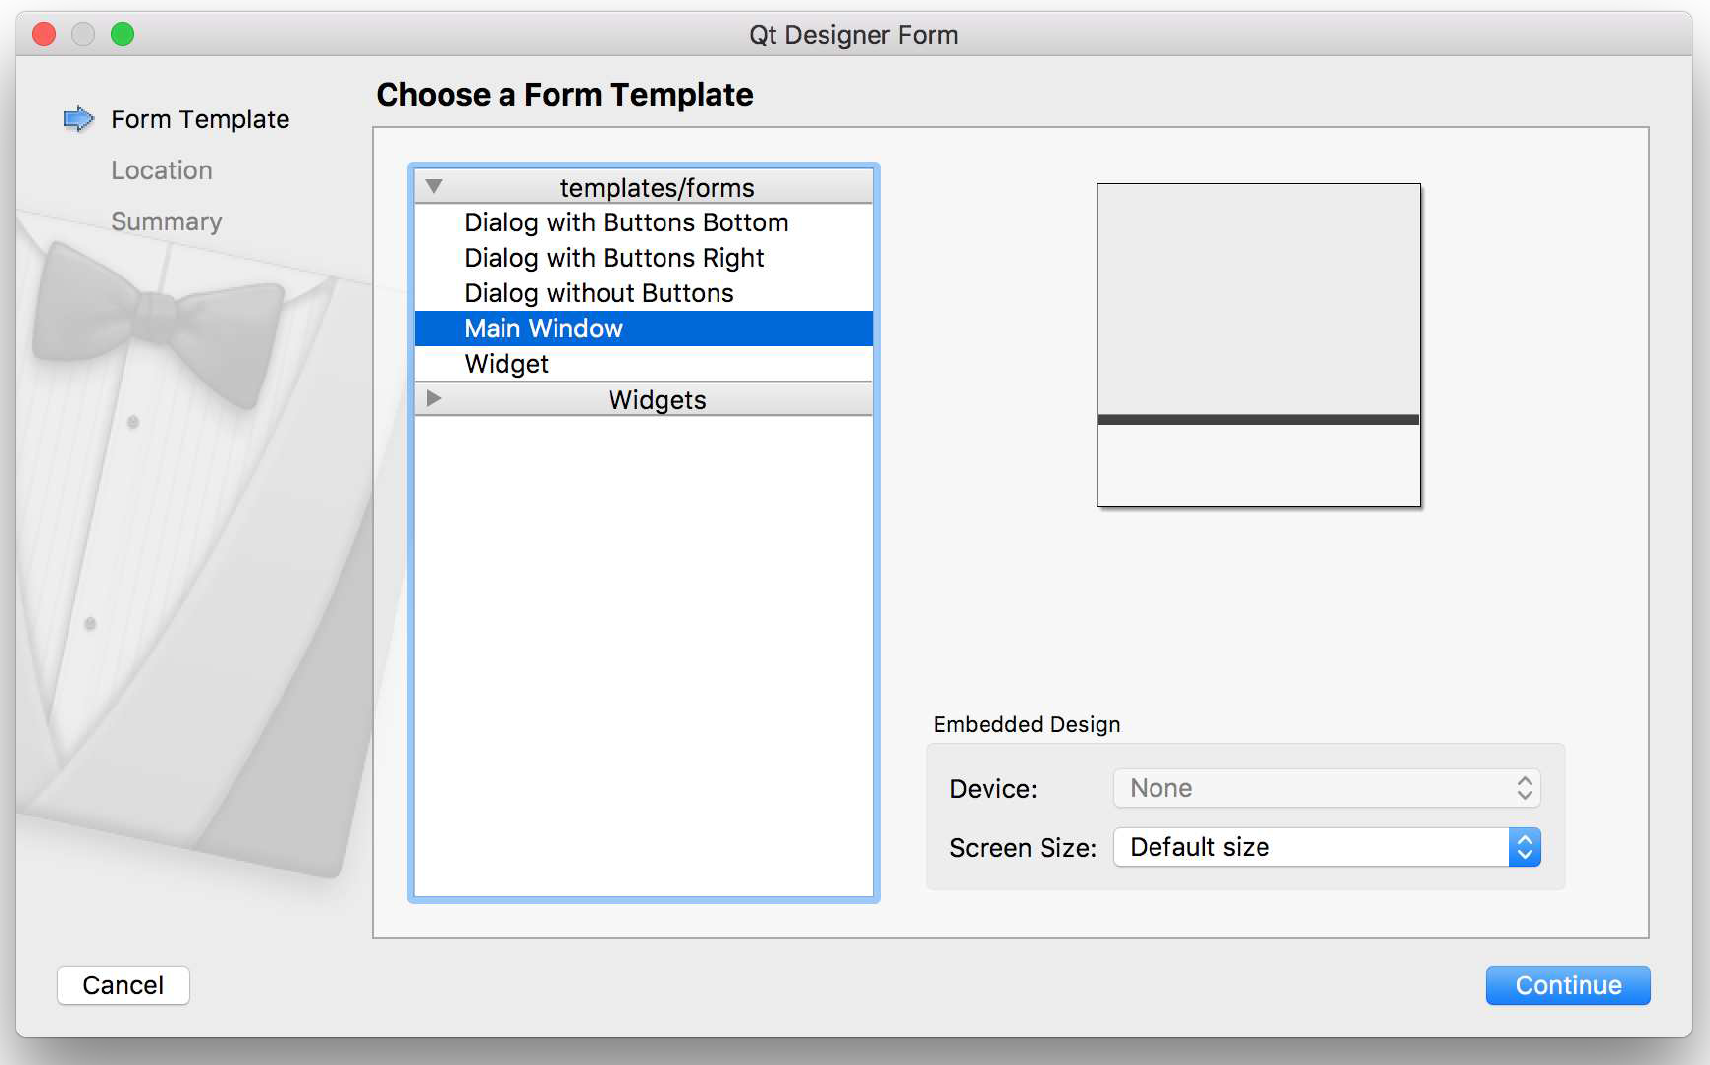 Qt Designer Form
Form Template
Location
Summary
Choose a Form Template
templates/forms
Dialog with Buttons Bottom
Dialog with Buttons Right
Dialog without Buttons
Main Window
Widget
Widgets
Embedded Design
Device: None
Screen Size: Default size
Cancel
Continue